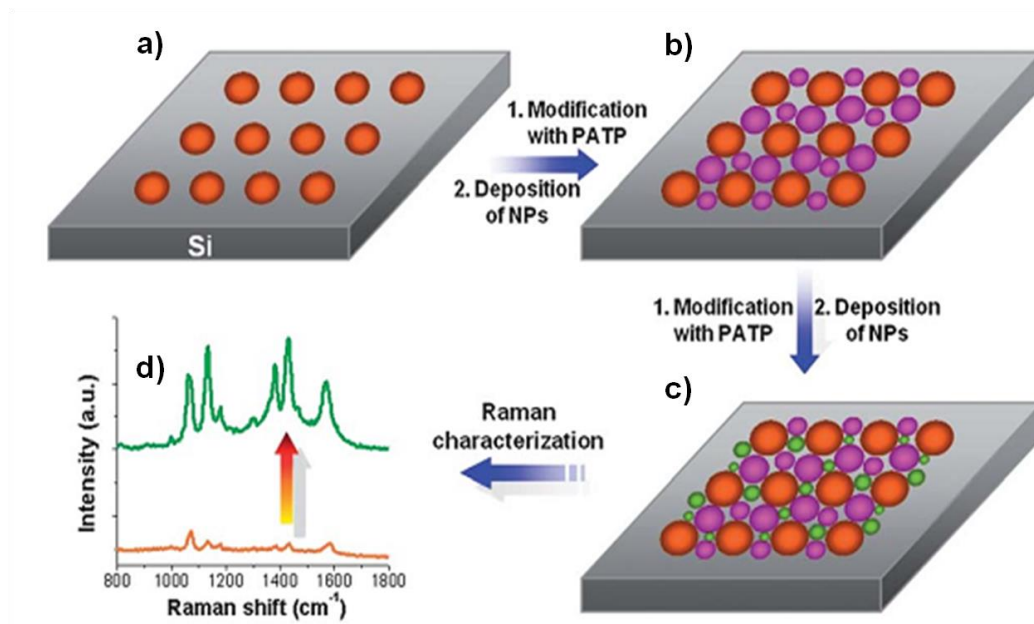 a)
Si
1. Modification
with PATP
2. Deposition
of NPs
b)
1. Modification
with PATP
2. Deposition
of NPs
c)
Raman
characterization
d)
Intensity (a.u.)
800 1000 1200 1400 1600 1800
Raman shift (cm⁻¹)